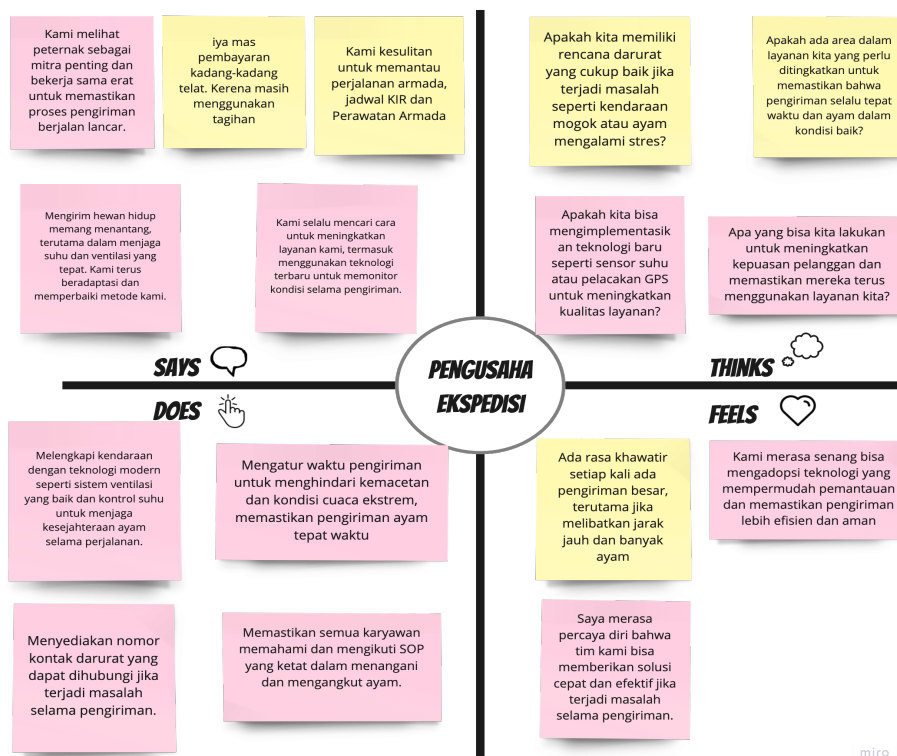 Kami melihat
peternak sebagai
mitra penting dan
bekerja sama erat
untuk memastikan
proses pengiriman
berjalan lancar.
iya mas
pembayaran
kadang-kadang
telat. Kerena masih
menggunakan
tagihan
Kami kesulitan
untuk memantau
perjalanan armada,
jadwal KIR dan
Perawatan Armada
Mengirim hewan hidup
memang menantang,
terutama dalam menjaga
suhu dan ventilasi yang
tepat. Kami terus
beradaptasi dan
memperbaiki metode kami.
Kami selalu mencari cara
untuk meningkatkan
layanan kami, termasuk
menggunakan teknologi
terbaru untuk memonitor
kondisi selama pengiriman.
SAYS
Apakah kita memiliki
rencana darurat
yang cukup baik jika
terjadi masalah
seperti kendaraan
mogok atau ayam
mengalami stres?
Apakah ada area dalam
layanan kita yang perlu
ditingkatkan untuk
memastikan bahwa
pengiriman selalu tepat
waktu dan ayam dalam
kondisi baik?
Apakah kita bisa
mengimplementasik
an teknologi baru
seperti sensor suhu
atau pelacakan GPS
untuk meningkatkan
kualitas layanan?
Apa yang bisa kita lakukan
untuk meningkatkan
kepuasan pelanggan dan
memastikan mereka terus
menggunakan layanan kita?
THINKS
PENGUSAHA
EKSPEDISI
DOES
Melengkapi kendaraan
dengan teknologi modern
seperti sistem ventilasi
yang baik dan kontrol suhu
untuk menjaga
kesejahteraan ayam
selama perjalanan.
Mengatur waktu pengiriman
untuk menghindari kemacetan
dan kondisi cuaca ekstrem,
memastikan pengiriman ayam
tepat waktu
Menyediakan nomor
kontak darurat yang
dapat dihubungi jika
terjadi masalah
selama pengiriman.
Memastikan semua karyawan
memahami dan mengikuti SOP
yang ketat dalam menangani
dan mengangkut ayam.
FEELS
Ada rasa khawatir
setiap kali ada
pengiriman besar,
terutama jika
melibatkan jarak
jauh dan banyak
ayam
Kami merasa senang bisa
mengadopsi teknologi yang
mempermudah pemantauan
dan memastikan pengiriman
lebih efisien dan aman
Saya merasa
percaya diri bahwa
tim kami bisa
memberikan solusi
cepat dan efektif jika
terjadi masalah
selama pengiriman.
miro